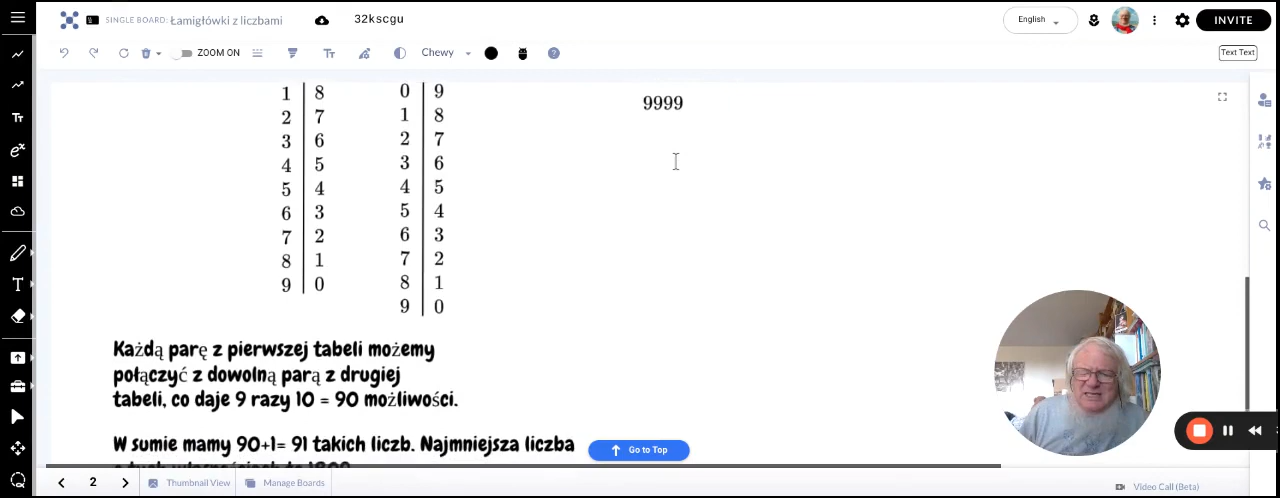 SINGLE BOARD: Łamigłówki z liczbami
32kscgu
English
INVITE
ZOOM ON
Tт
Chewy
Text Text
1 8 0 9
2 7 1 8
3 6 2 7
4 5 3 6
5 4 4 5
6 3 5 4
7 2 6 3
8 1 7 2
9 0 8 1
9 0
9999
Każdą parę z pierwszej tabeli możemy
połączyć z dowolną parą z drugiej
tabeli, co daje 9 razy 10 = 90 możliwości.
W sumie mamy 90+1= 91 takich liczb. Najmniejsza liczba
Go to Top
2
Thumbnail View
Manage Boards
Video Call (Beta)